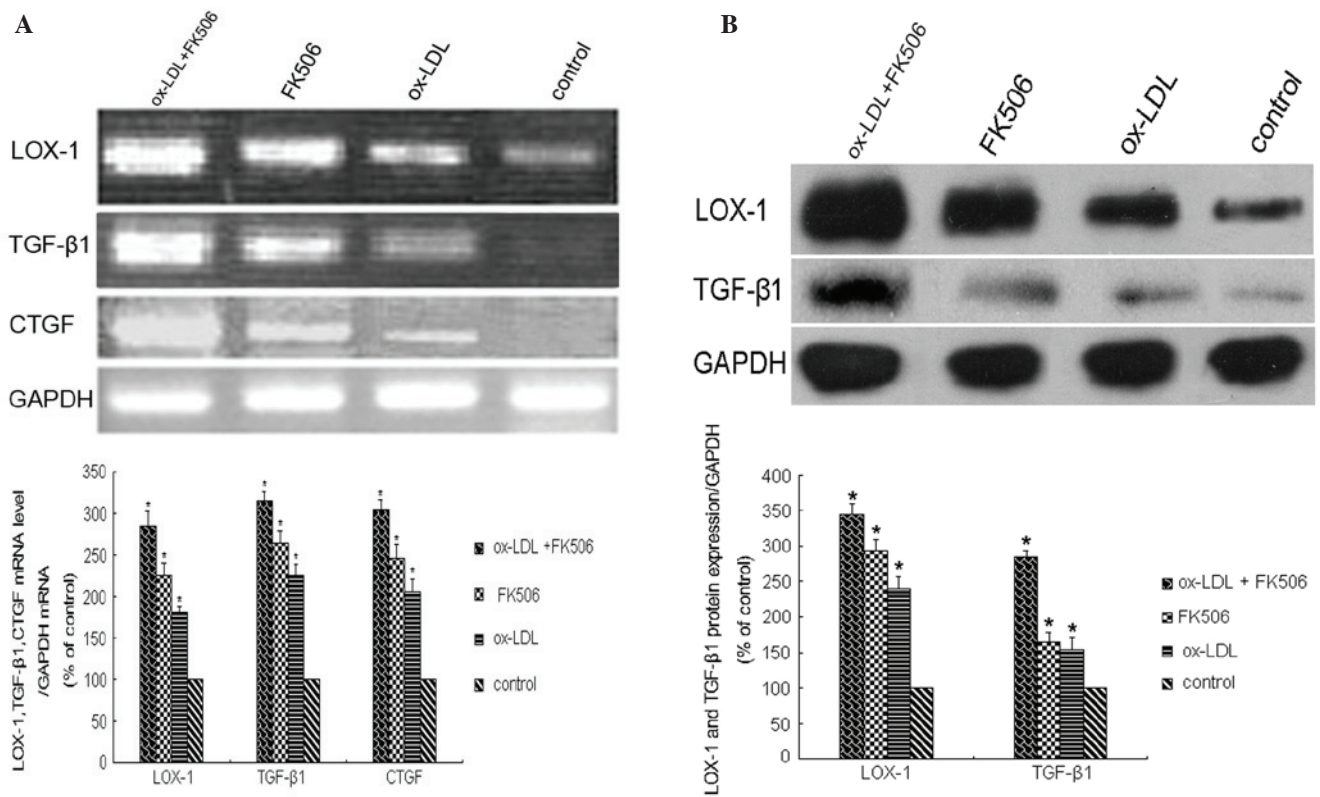 A
ox-LDL+FK506
FK506
ox-LDL
control
LOX-1
TGF-β1
CTGF
GAPDH
LOX-1,TGF-β1,CTGF mRNA level
/GAPDH mRNA
(% of control)
350
300
250
200
150
100
50
0
* * *
* * *
* * *
LOX-1 TGF-β1 CTGF
ox-LDL +FK506
FK506
ox-LDL
control
B
ox-LDL+FK506
FK506
ox-LDL
control
LOX-1
TGF-β1
GAPDH
LOX-1 and TGF-β1 protein expression/GAPDH
(% of control)
400
350
300
250
200
150
100
50
0
* * *
* * *
LOX-1 TGF-β1
ox-LDL + FK506
FK506
ox-LDL
control